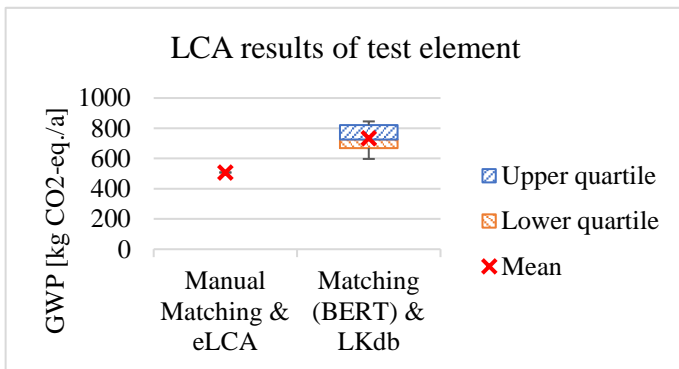 LCA results of test element
GWP [kg CO2-eq./a]
1000
800
600
400
200
0
Manual
Matching &
eLCA
Matching
(BERT) &
LKdb
Upper quartile
Lower quartile
Mean